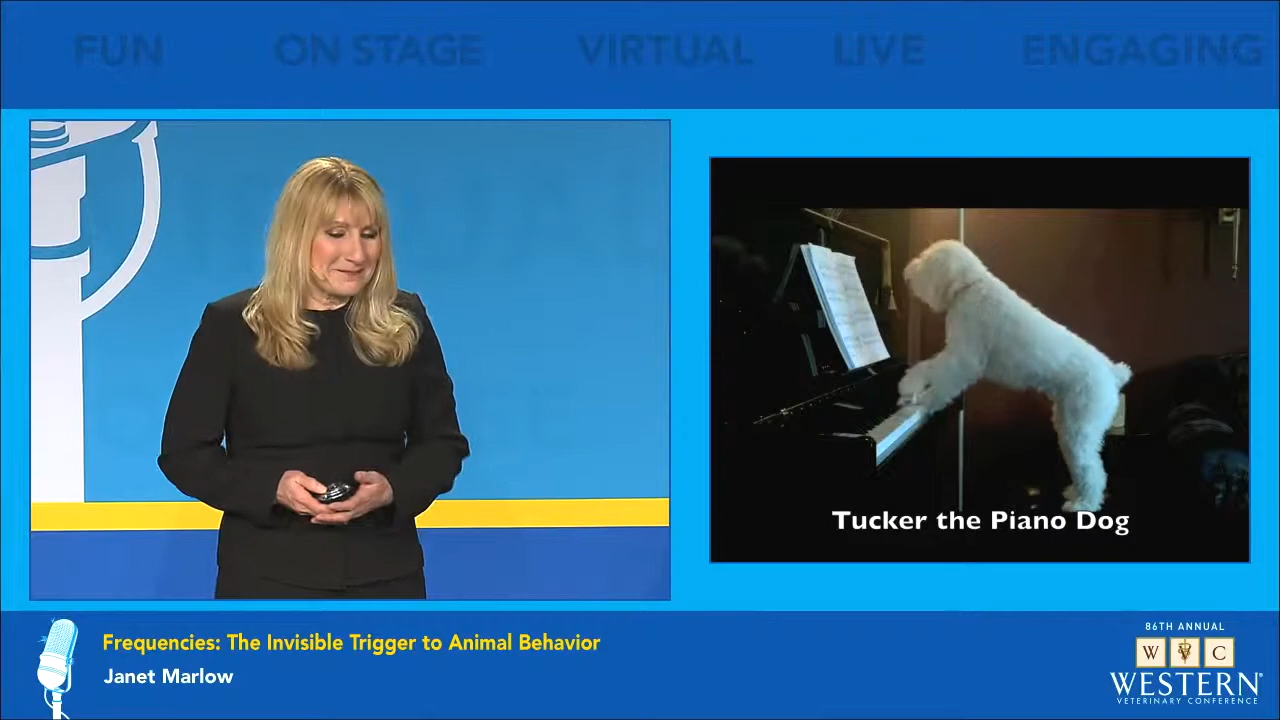 FUN ON STAGE VIRTUAL LIVE ENGAGING
Tucker the Piano Dog
Frequencies: The Invisible Trigger to Animal Behavior
Janet Marlow
86TH ANNUAL
W C
WESTERN
VETERINARY CONFERENCE